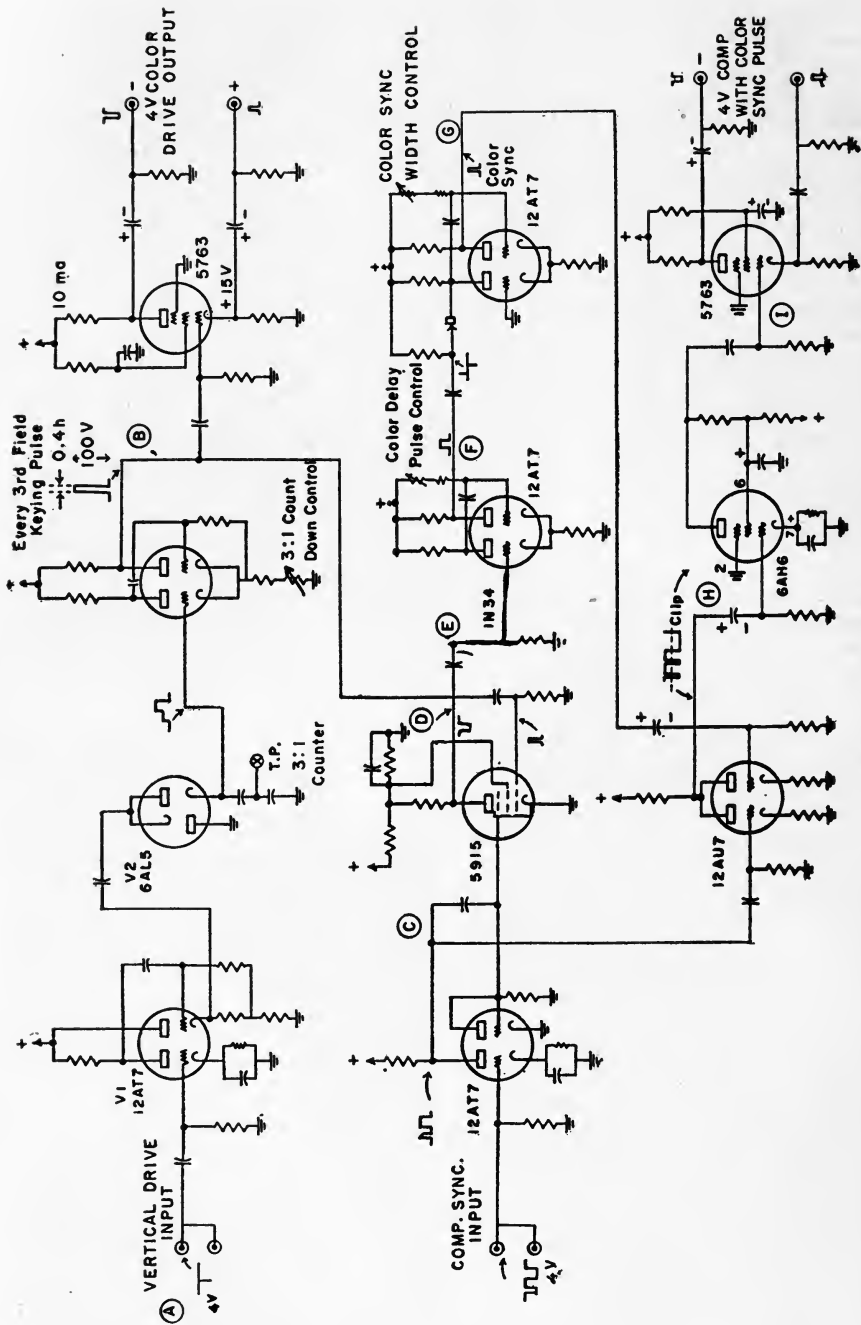 A
VERTICAL DRIVE
INPUT
4V
V1
12AT7
+
V2
6AL5
T.P.
3:1
Counter
Every 3rd Field
Keying Pulse
0.4h
100V
+
3:1 Count
Down Control
B
+
10 ma
5763
+15V
+
-
+
-
4V COLOR
DRIVE OUTPUT
-
+
COMP. SYNC.
INPUT
4V
12AT7
+
C
5915
+
D
E
1N34
Color Delay
Pulse Control
+
12AT7
F
COLOR SYNC
WIDTH CONTROL
+
Color
Sync
12AT7
G
12AU7
+
+
-
Clip
H
+
-
2
6
7
+
6AH6
+
+
I
5763
+
+
-
+
-
4V COMP
WITH COLOR
SYNC PULSE
-